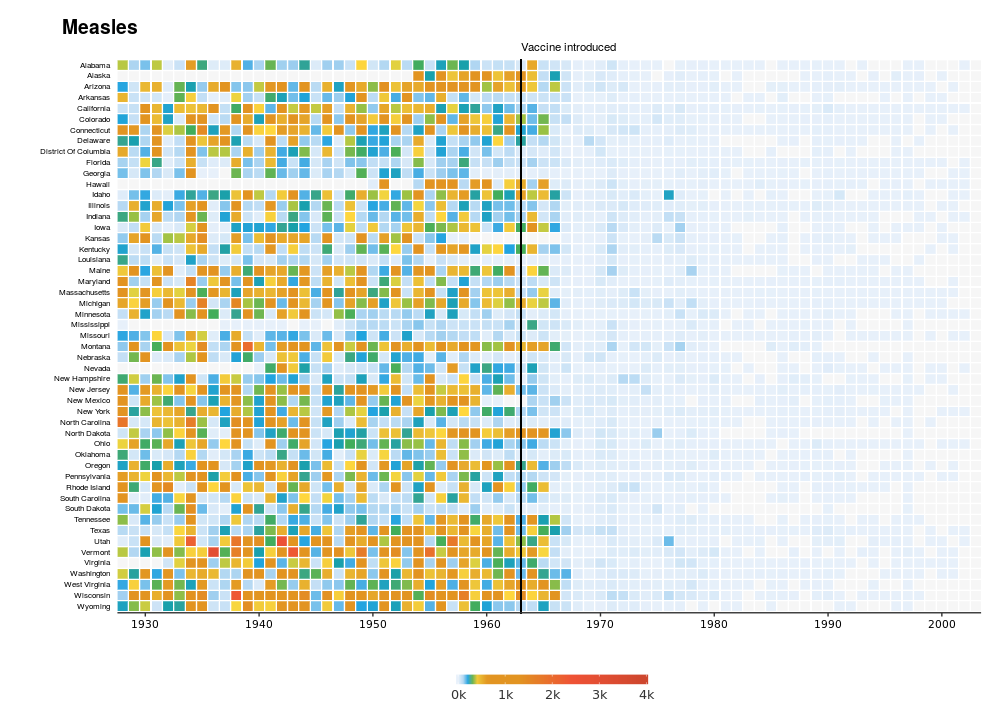 Measles
Vaccine introduced
Alabama
Alaska
Arizona
Arkansas
California
Colorado
Connecticut
Delaware
District Of Columbia
Florida
Georgia
Hawaii
Idaho
Illinois
Indiana
Iowa
Kansas
Kentucky
Louisiana
Maine
Maryland
Massachusetts
Michigan
Minnesota
Mississippi
Missouri
Montana
Nebraska
Nevada
New Hampshire
New Jersey
New Mexico
New York
North Carolina
North Dakota
Ohio
Oklahoma
Oregon
Pennsylvania
Rhode Island
South Carolina
South Dakota
Tennessee
Texas
Utah
Vermont
Virginia
Washington
West Virginia
Wisconsin
Wyoming
1930 1940 1950 1960 1970 1980 1990 2000
0k 1k 2k 3k 4k